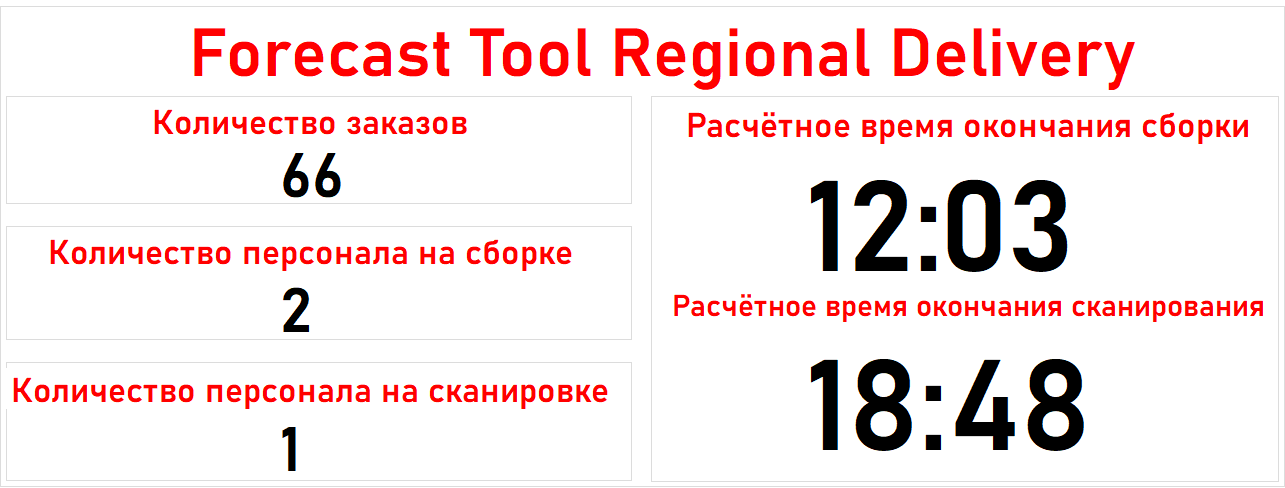 Forecast Tool Regional Delivery
Количество заказов
66
Количество персонала на сборке
2
Количество персонала на сканировке
1
Расчётное время окончания сборки
12:03
Расчётное время окончания сканирования
18:48